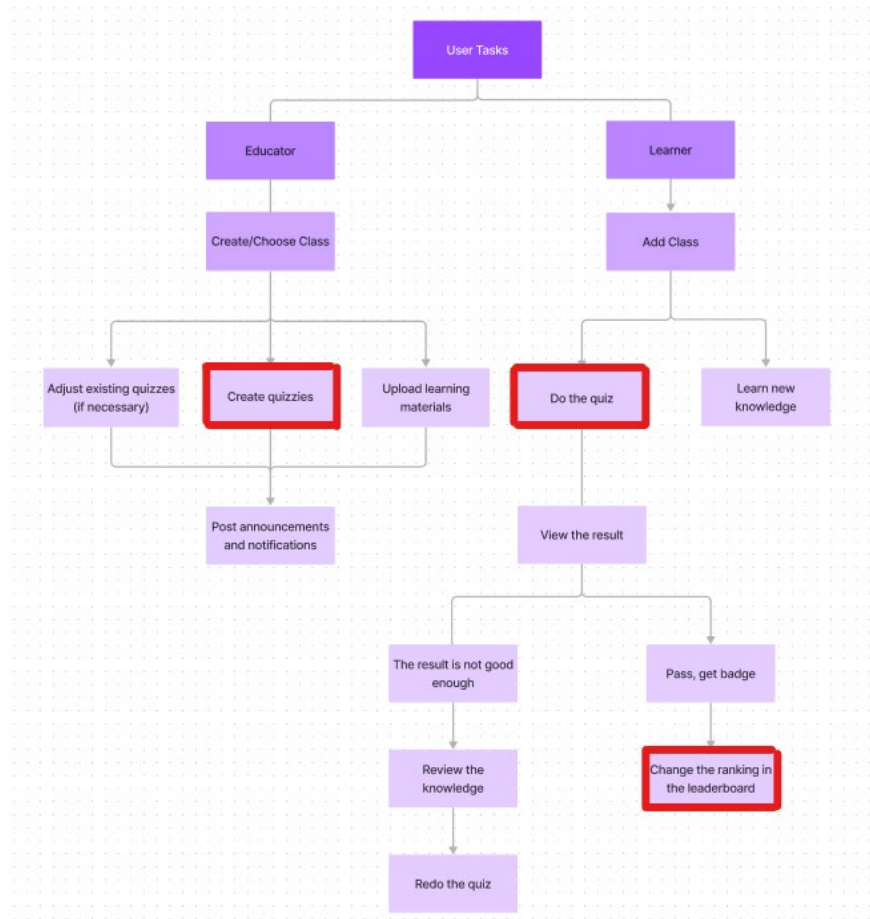 User Tasks
Educator
Learner
Create/Choose Class
Add Class
Adjust existing quizzes
(if necessary)
Create quizzies
Upload learning
materials
Do the quiz
Learn new
knowledge
Post announcements
and notifications
View the result
The result is not good
enough
Pass, get badge
Review the
knowledge
Change the ranking in
the leaderboard
Redo the quiz